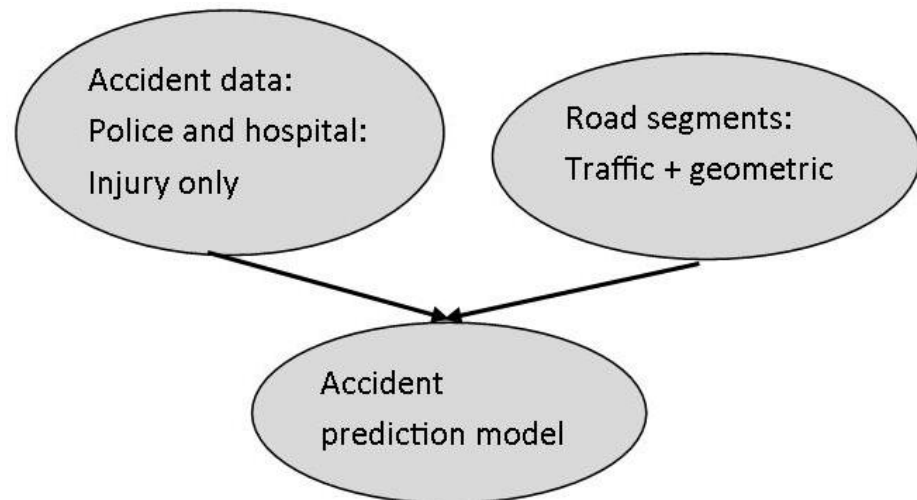 Accident data:
Police and hospital:
Injury only
Road segments:
Traffic + geometric
Accident
prediction model